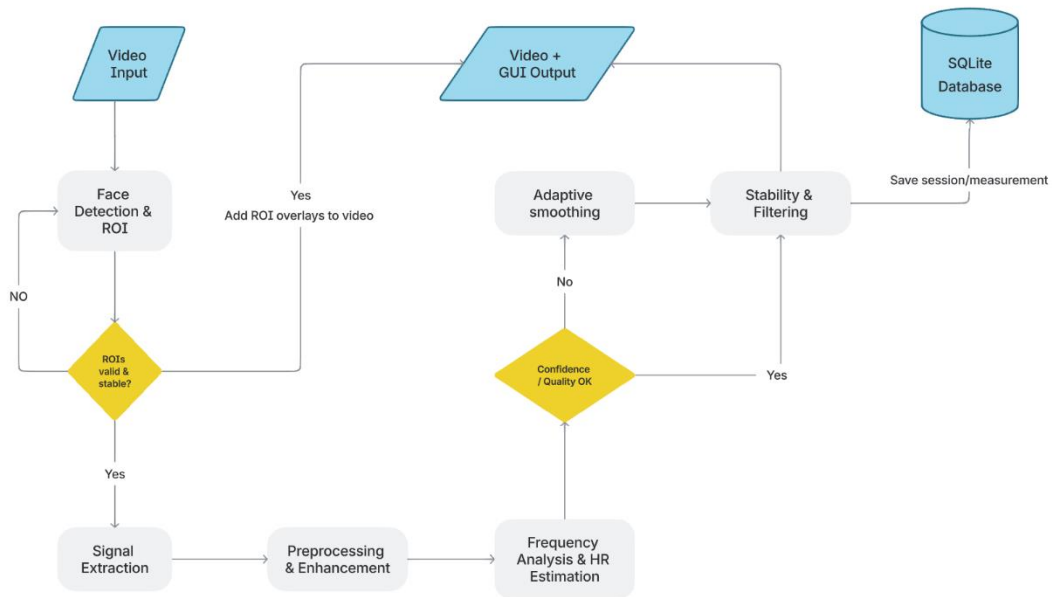 Video
Input
Video +
GUI Output
SQLite
Database
Face
Detection &
ROI
Yes
Add ROI overlays to video
Adaptive
smoothing
Stability &
Filtering
Save session/measurement
NO
No
ROIs
valid &
stable?
Confidence
/ Quality OK
Yes
Yes
Signal
Extraction
Preprocessing
& Enhancement
Frequency
Analysis & HR
Estimation